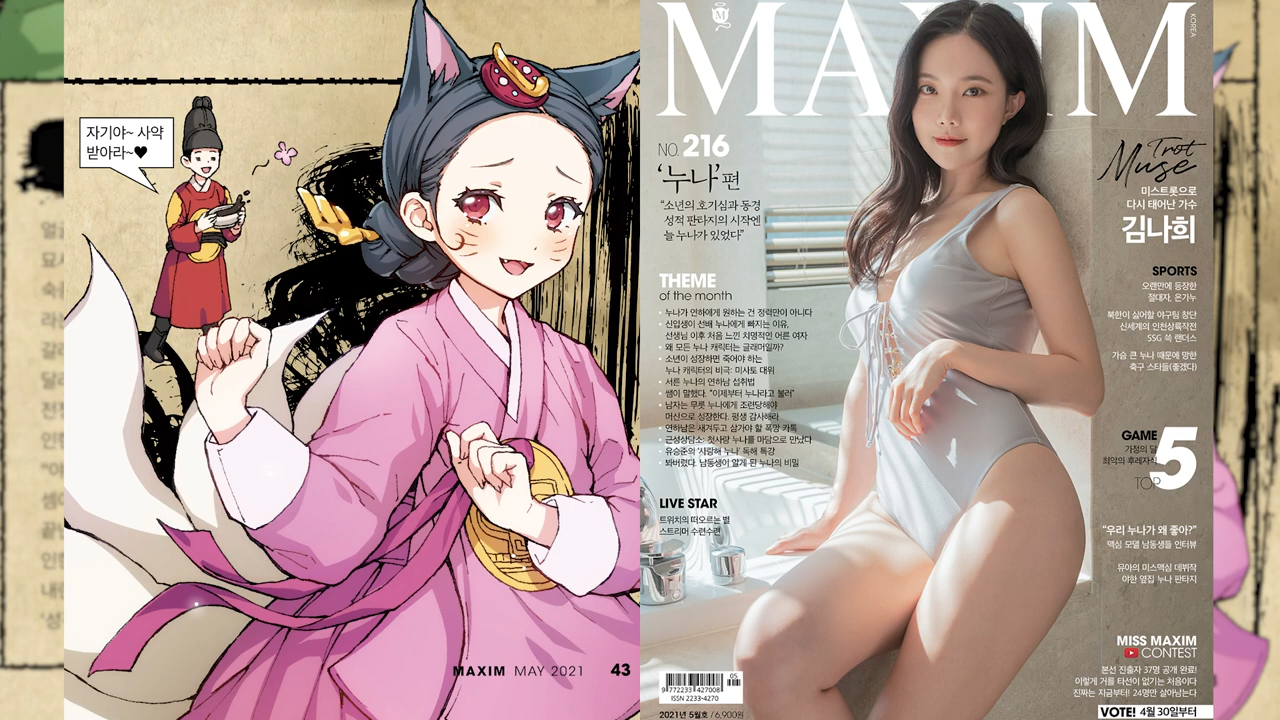 자기야~ 사약
받아라~♥
MAXIM MAY 2021 43
MAXIM
KOREA
NO. 216
'누나' 편
"소년의 호기심과 동경
성적 판타지의 시작엔
늘 누나가 있었다"
THEME
of the month
• 누나가 연하에게 원하는 건 정력만이 아니다
• 신입생이 선배 누나에게 빠지는 이유,
선생님 이후 처음 느낀 치명적인 어른 여자
• 왜 모든 누나 캐릭터는 글래머일까?
• 소년이 성장하면 죽어야 하는
누나 캐릭터의 비극: 미사토 대위
• 서른 누나의 연하남 섭취법
• 쌤이 말했다. "이제부터 누나라고 불러"
• 남자는 무릇 누나에게 조련당해야
머신으로 성장한다. 평생 감사해라
• 연하남은 새겨두고 삼가야 할 폭망 카톡
• 근성상담소: 첫사랑 누나를 마담으로 만났다
• 유승준의 '사랑해 누나' 독해 특강
• 봐버렸다. 남동생이 알게 된 누나의 비밀
LIVE STAR
트위치의 떠오르는 별
스트리머 수련수련
9 772233 427008
05
ISSN 2233-4270
2021년 5월호 / 6,900원
Trot
Muse
미스트롯으로
다시 태어난 가수
김나희
SPORTS
오랜만에 등장한
절대자, 온가누
북한이 싫어할 야구팀 창단
신세계의 인천상륙작전
SSG 쓱 랜더스
가슴 큰 누나 때문에 망한
축구 스타들(좋겠다)
GAME
가정의 달
최악의 후레자식
TOP 5
"우리 누나가 왜 좋아?"
맥심 모델 남동생들 인터뷰
뮤아의 미스맥심 데뷔작
야한 옆집 누나 판타지
MISS MAXIM
CONTEST
본선 진출자 37명 공개 완료!
이렇게 거를 타선이 없기는 처음이다
진짜는 지금부터! 24명만 살아남는다
VOTE! 4월 30일부터